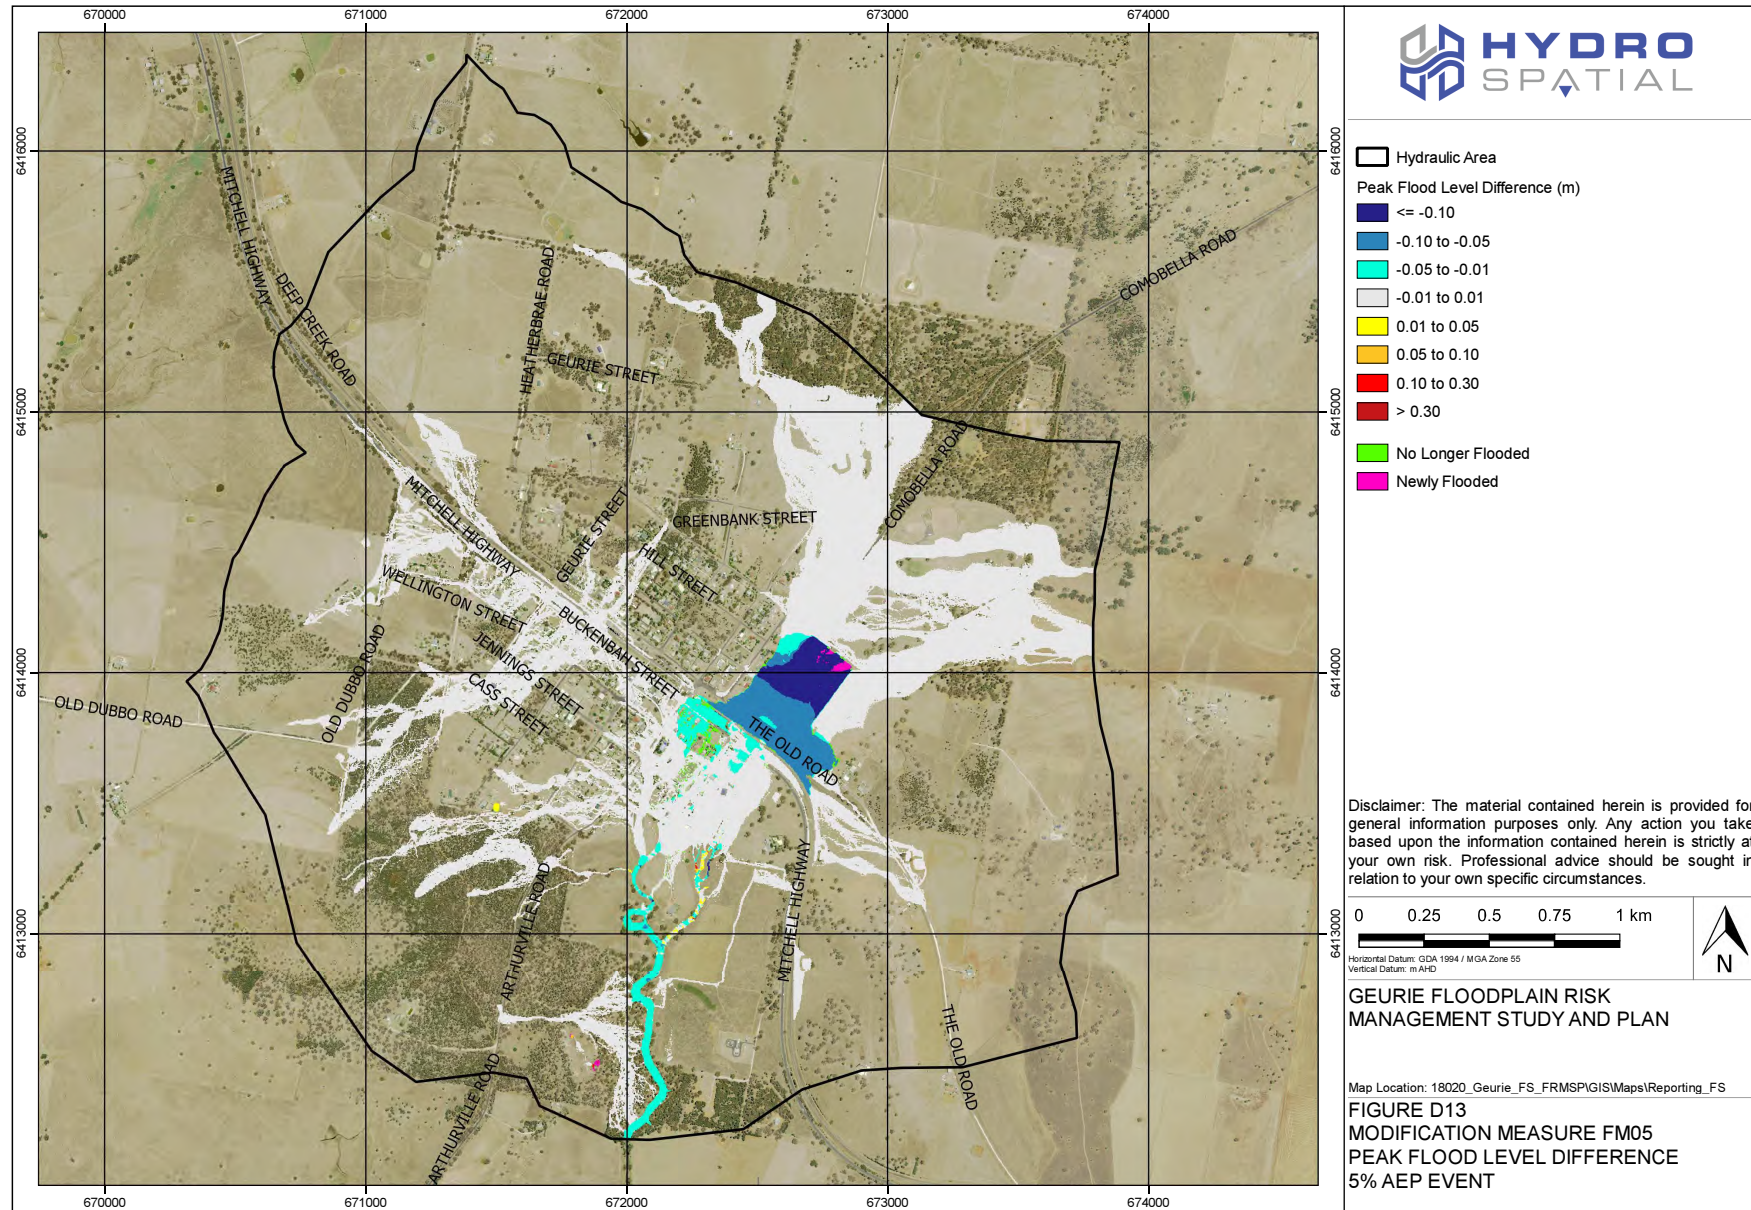 670000
671000
672000
673000
674000
6416000
6415000
6414000
6413000
6416000
6415000
6414000
6413000
MITCHELL HIGHWAY
DEEP CREEK ROAD
HEATHERBRAE ROAD
GEURIE STREET
COMOBELLA ROAD
COMOBELLA ROAD
MITCHELL HIGHWAY
GEURIE STREET
GREENBANK STREET
HILL STREET
WELLINGTON STREET
BUCKENBAH STREET
JENNINGS STREET
CASS STREET
OLD DUBBO ROAD
OLD DUBBO ROAD
THE OLD ROAD
MITCHELL HIGHWAY
ARTHURVILLE ROAD
ARTHURVILLE ROAD
THE OLD ROAD
670000
671000
672000
673000
674000
HYDRO
SPATIAL
Hydraulic Area
Peak Flood Level Difference (m)
<= -0.10
-0.10 to -0.05
-0.05 to -0.01
-0.01 to 0.01
0.01 to 0.05
0.05 to 0.10
0.10 to 0.30
> 0.30
No Longer Flooded
Newly Flooded
Disclaimer: The material contained herein is provided for
general information purposes only. Any action you take
based upon the information contained herein is strictly at
your own risk. Professional advice should be sought in
relation to your own specific circumstances.
0 0.25 0.5 0.75 1 km
Horizontal Datum: GDA 1994 / MGA Zone 55
Vertical Datum: m AHD
N
GEURIE FLOODPLAIN RISK
MANAGEMENT STUDY AND PLAN
Map Location: 18020_Geurie_FS_FRMSP\GIS\Maps\Reporting_FS
FIGURE D13
MODIFICATION MEASURE FM05
PEAK FLOOD LEVEL DIFFERENCE
5% AEP EVENT